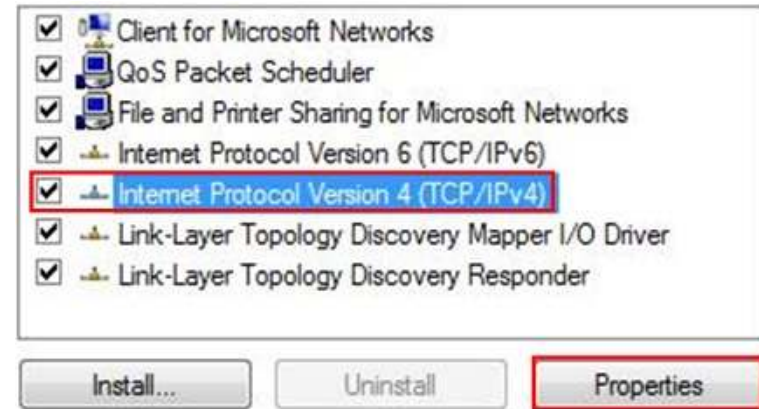 Client for Microsoft Networks
QoS Packet Scheduler
File and Printer Sharing for Microsoft Networks
Internet Protocol Version 6 (TCP/IPv6)
Internet Protocol Version 4 (TCP/IPv4)
Link-Layer Topology Discovery Mapper I/O Driver
Link-Layer Topology Discovery Responder
Install... Uninstall Properties